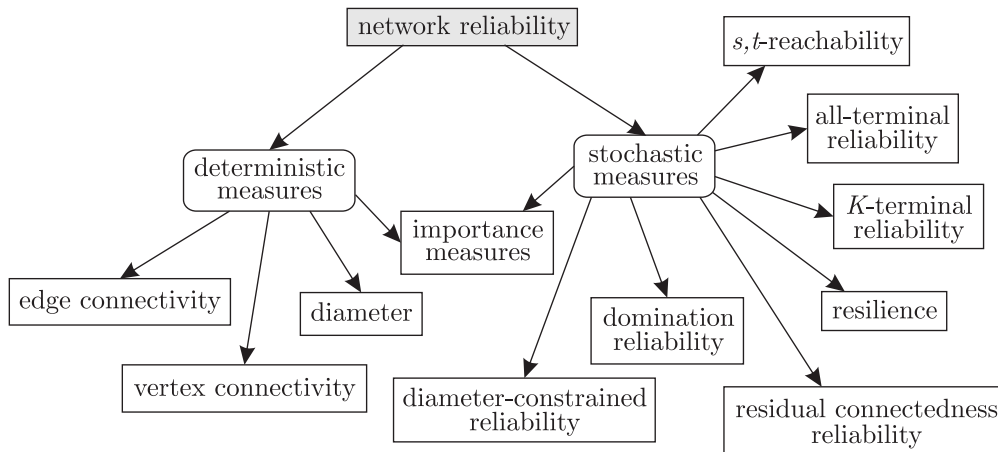 network reliability
s,t-reachability
all-terminal
reliability
deterministic
measures
stochastic
measures
K-terminal
reliability
importance
measures
edge connectivity
diameter
domination
reliability
resilience
vertex connectivity
diameter-constrained
reliability
residual connectedness
reliability